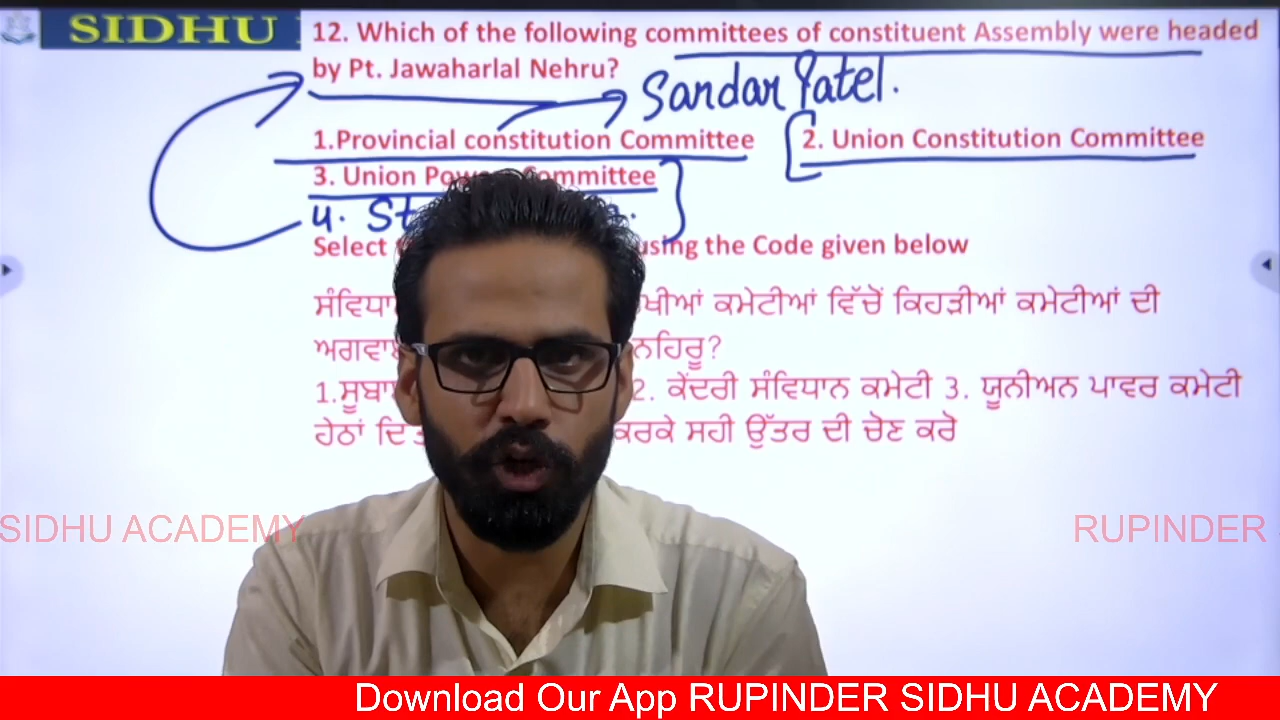 SIDHU
12. Which of the following committees of constituent Assembly were headed
by Pt. Jawaharlal Nehru?
Sardar Patel.
1.Provincial constitution Committee 2. Union Constitution Committee
3. Union Committee
4.
Select using the Code given below
ਕਮੇਟੀਆਂ ਵਿੱਚੋਂ ਕਿਹੜੀਆਂ ਕਮੇਟੀਆਂ ਦੀ
ਨਹਿਰੂ?
2. ਕੇਂਦਰੀ ਸੰਵਿਧਾਨ ਕਮੇਟੀ 3. ਯੂਨੀਅਨ ਪਾਵਰ ਕਮੇਟੀ
ਹੇਠਾਂ ਕਰਕੇ ਸਹੀ ਉੱਤਰ ਦੀ ਚੋਣ ਕਰੋ
SIDHU ACADEMY RUPINDER
Download Our App RUPINDER SIDHU ACADEMY